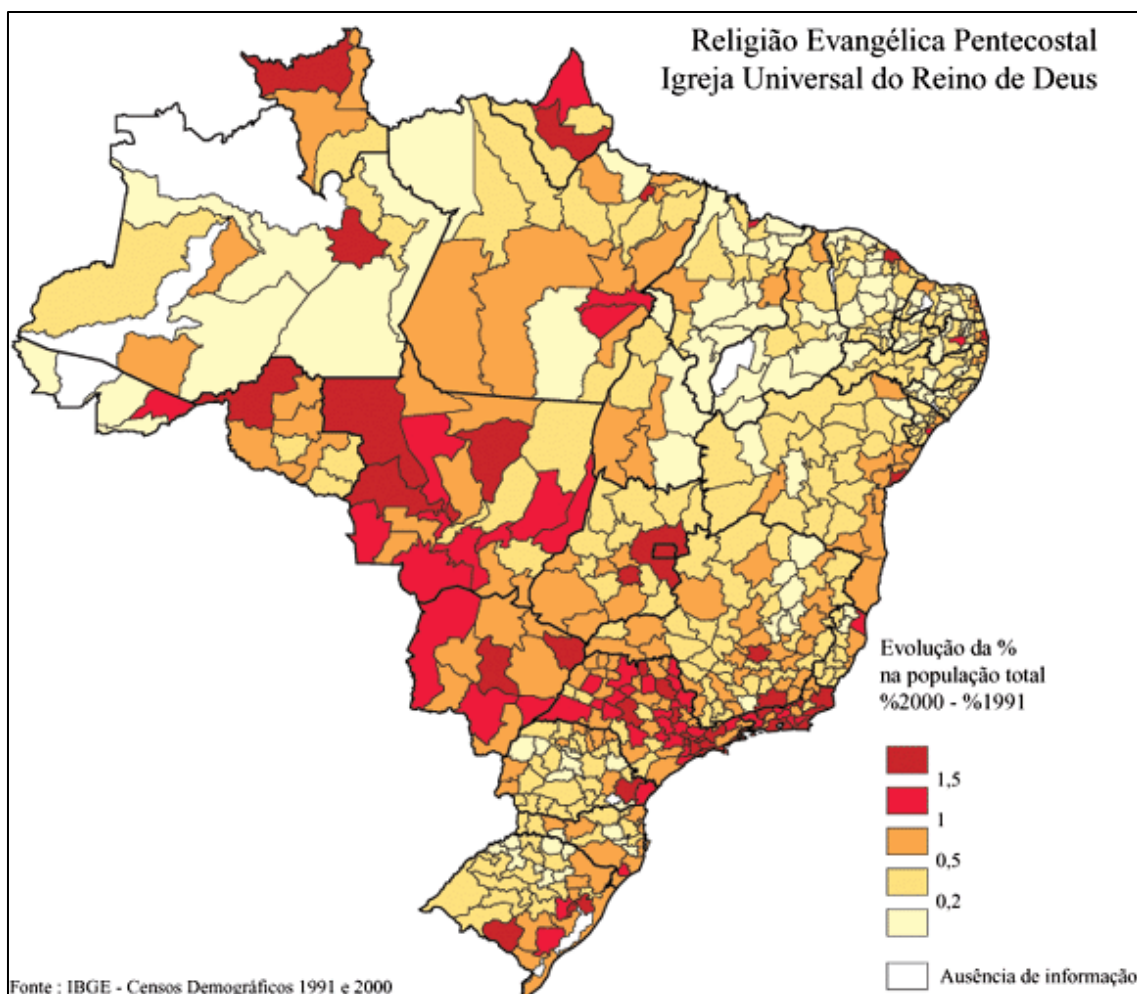 Religião Evangélica Pentecostal
Igreja Universal do Reino de Deus
Evolução da %
na população total
%2000 - %1991
1,5
1
0,5
0,2
Ausência de informação
Fonte : IBGE - Censos Demográficos 1991 e 2000